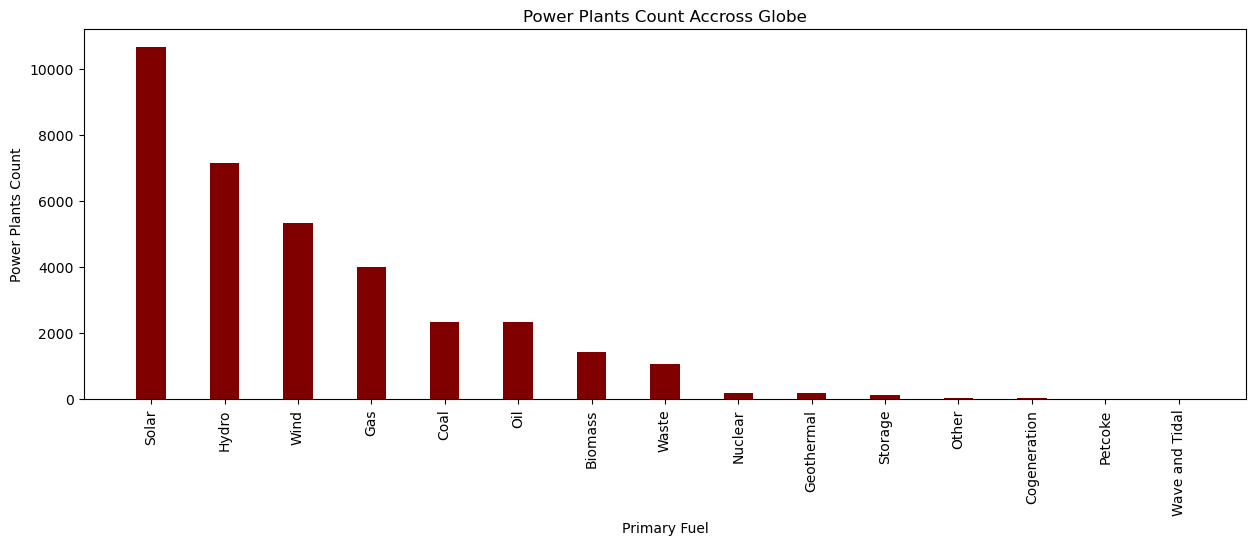 Power Plants Count Accross Globe
Power Plants Count
10000
8000
6000
4000
2000
0
Solar
Hydro
Wind
Gas
Coal
Oil
Biomass
Waste
Nuclear
Geothermal
Storage
Other
Cogeneration
Petcoke
Wave and Tidal
Primary Fuel